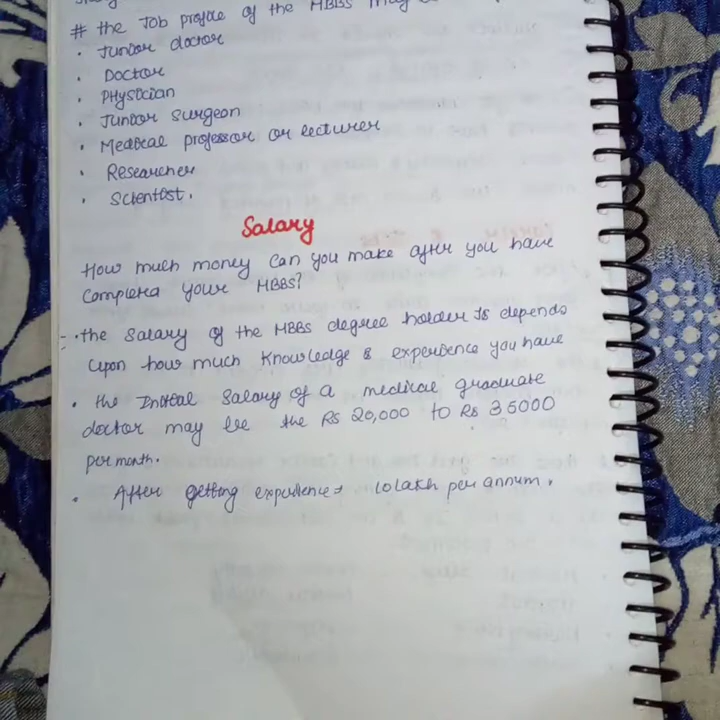 # the Job profile of the MBBS may
• Junior doctor
• Doctor
• Physician
• Junior Surgeon
• Medical professor or lecturer
• Researcher
• Scientist.
Salary
How much money can you make after you have
Completed your MBBS?
• the Salary of the MBBS degree holder is depends
upon how much Knowledge & experience you have
• the Initial Salary of a medical graduate
doctor may be the RS 20,000 to Rs 35000
per month.
• After getting experience → 10 lakh per annum.